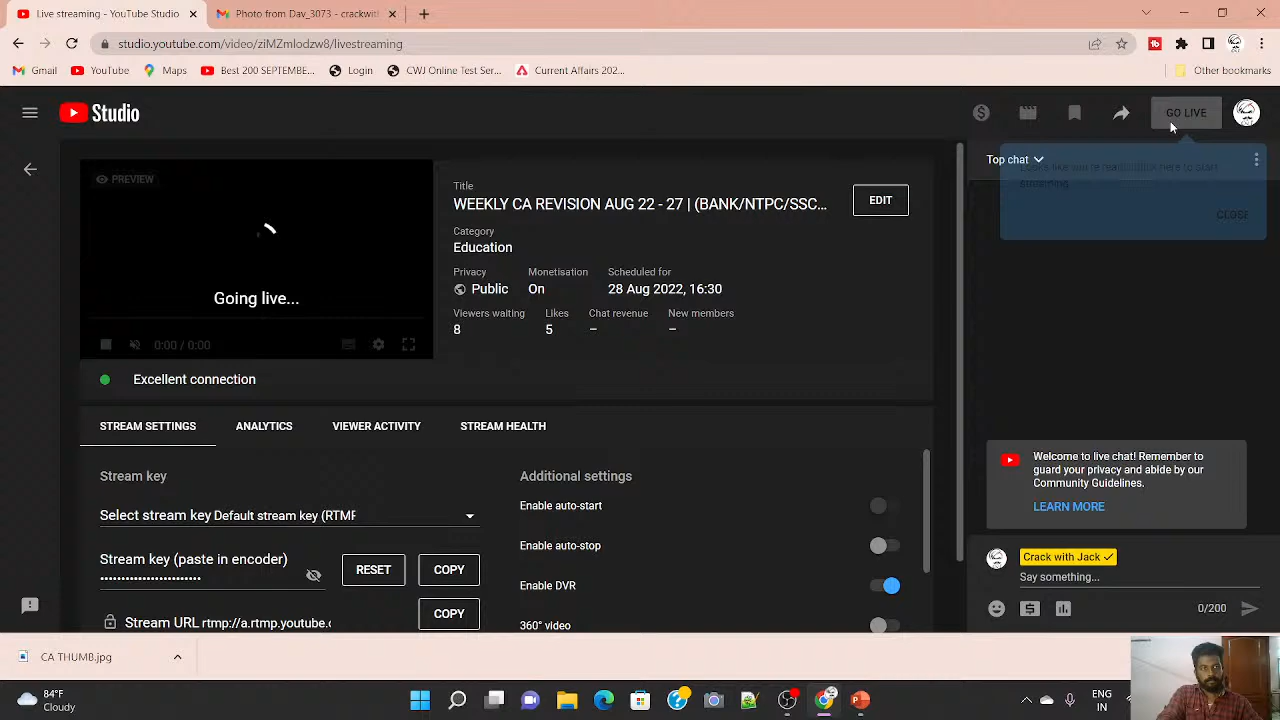 Live streaming - YouTube Studio
Photo from Dav_3073 - crackwith
studio.youtube.com/video/ziMZmlodzw8/livestreaming
Gmail
YouTube
Maps
Best 200 SEPTEMBE...
Login
CWJ Online Test Ser...
Current Affairs 202...
Other bookmarks
Studio
GO LIVE
PREVIEW
Going live...
0:00 / 0:00
Title
WEEKLY CA REVISION AUG 22 - 27 | (BANK/NTPC/SSC...
EDIT
Category
Education
Privacy Monetisation Scheduled for
Public On 28 Aug 2022, 16:30
Viewers waiting Likes Chat revenue New members
8 5 – –
Top chat
CLOSE
Excellent connection
STREAM SETTINGS
ANALYTICS
VIEWER ACTIVITY
STREAM HEALTH
Stream key
Select stream key Default stream key (RTMP
Stream key (paste in encoder)
••••••••••••••••••••••••
RESET
COPY
Stream URL rtmp://a.rtmp.youtube.c
COPY
Additional settings
Enable auto-start
Enable auto-stop
Enable DVR
360° video
Welcome to live chat! Remember to
guard your privacy and abide by our
Community Guidelines.
LEARN MORE
Crack with Jack
Say something...
0/200
CA THUMB.jpg
84°F
Cloudy
ENG
IN